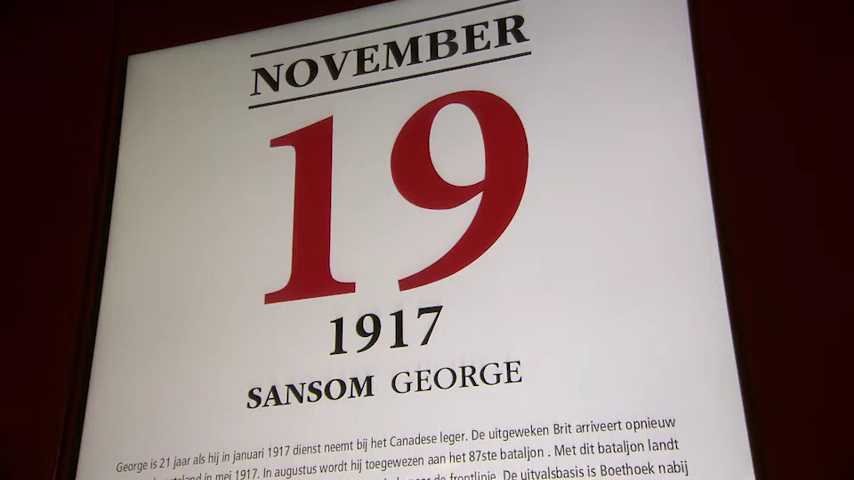 NOVEMBER
19
1917
SANSOM GEORGE
George is 21 jaar als hij in januari 1917 dienst neemt bij het Canadese leger. De uitgeweken Brit arriveert opnieuw
in mei 1917. In augustus wordt hij toegewezen aan het 87ste bataljon . Met dit bataljon landt
de frontlinie. De uitvalsbasis is Boethoek nabij